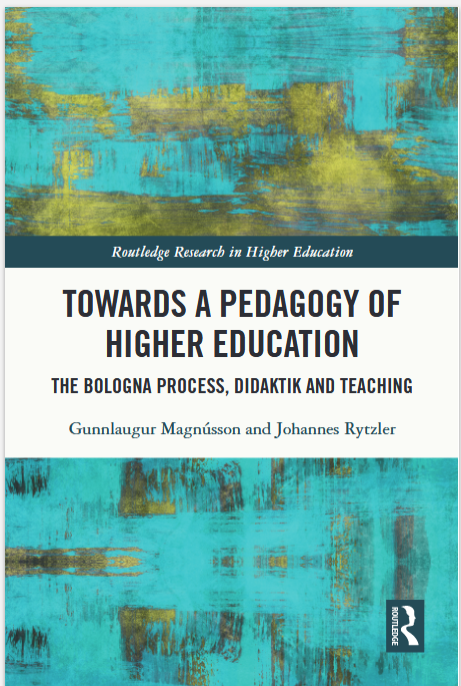 Routledge Research in Higher Education
TOWARDS A PEDAGOGY OF
HIGHER EDUCATION
THE BOLOGNA PROCESS, DIDAKTIK AND TEACHING
Gunnlaugur Magnússon and Johannes Rytzler
ROUTLEDGE